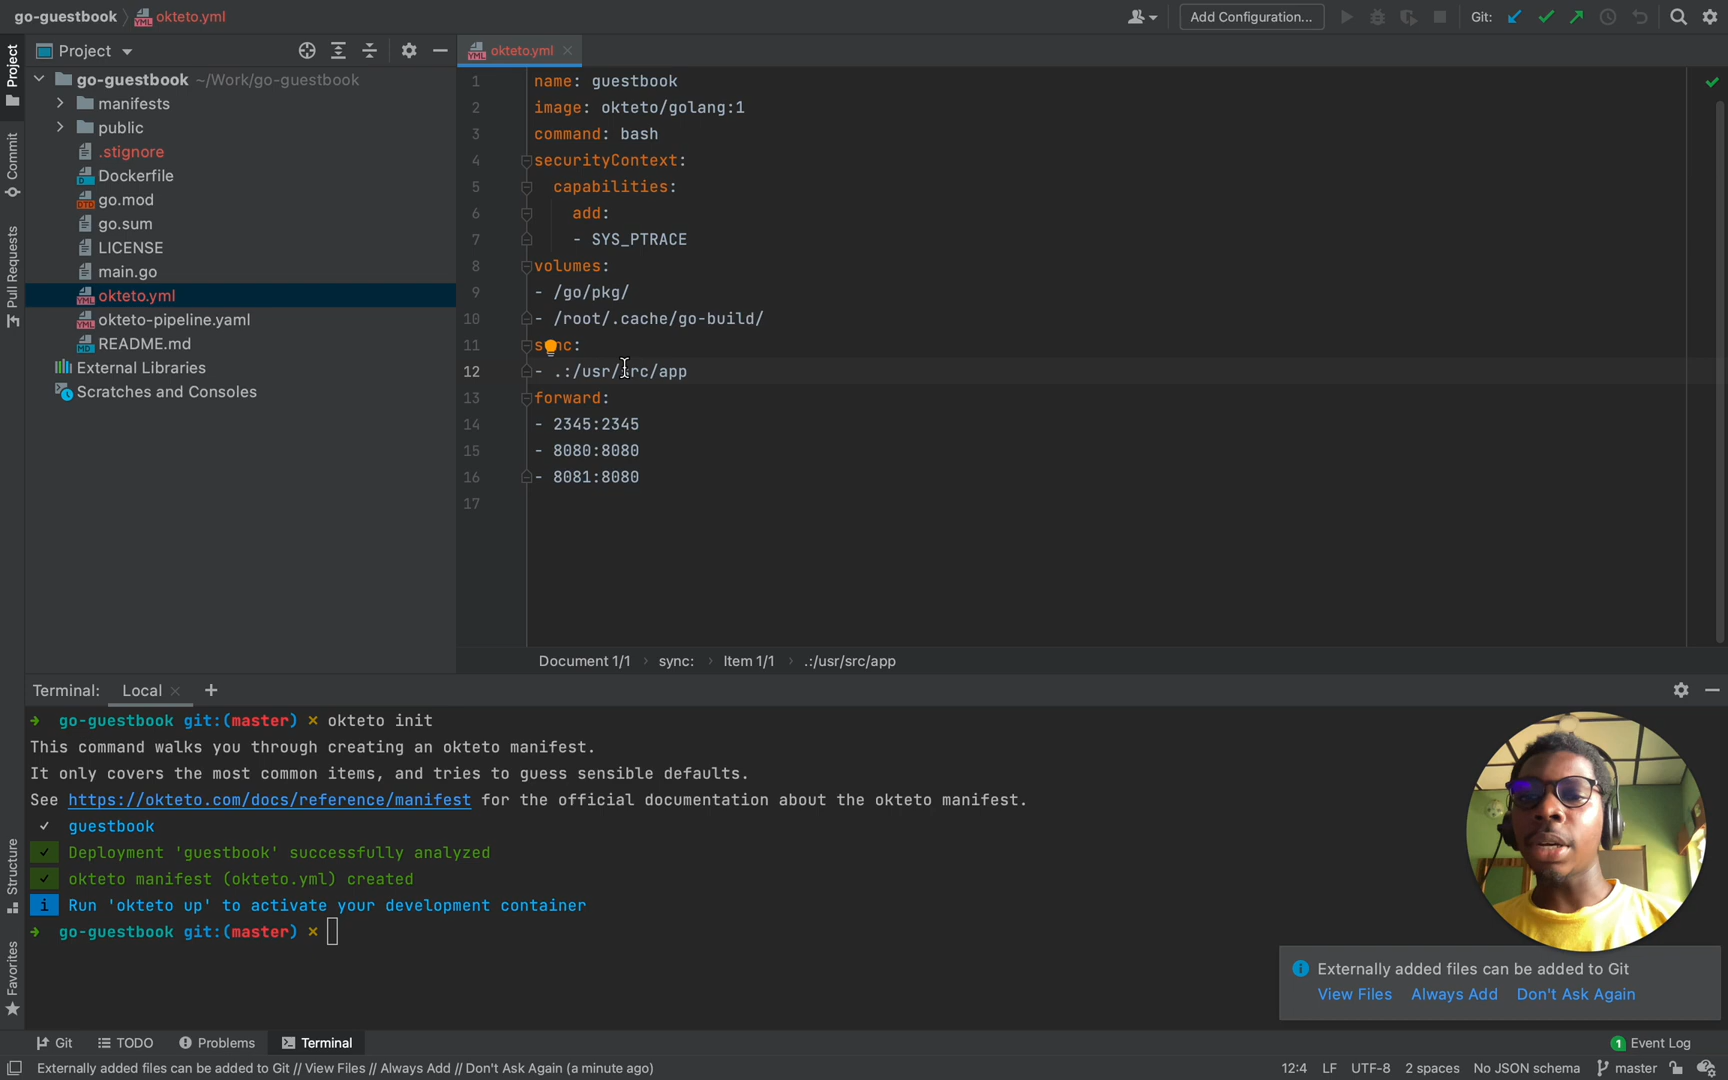 go-guestbook okteto.yml
Add Configuration...
Git:
Project
okteto.yml
Project
Commit
Pull Requests
Structure
Favorites
go-guestbook ~/Work/go-guestbook
manifests
public
.stignore
Dockerfile
go.mod
go.sum
LICENSE
main.go
okteto.yml
okteto-pipeline.yaml
README.md
External Libraries
Scratches and Consoles
1 name: guestbook
2 image: okteto/golang:1
3 command: bash
4 securityContext:
5 capabilities:
6 add:
7 - SYS_PTRACE
8 volumes:
9 - /go/pkg/
10 - /root/.cache/go-build/
11 sync:
12 - .:/usr/src/app
13 forward:
14 - 2345:2345
15 - 8080:8080
16 - 8081:8080
17
Document 1/1 › sync: › Item 1/1 › .:/usr/src/app
Terminal: Local
→ go-guestbook git:(master) × okteto init
This command walks you through creating an okteto manifest.
It only covers the most common items, and tries to guess sensible defaults.
See https://okteto.com/docs/reference/manifest for the official documentation about the okteto manifest.
✓ guestbook
✓ Deployment 'guestbook' successfully analyzed
✓ okteto manifest (okteto.yml) created
i Run 'okteto up' to activate your development container
→ go-guestbook git:(master) ×
Externally added files can be added to Git
View Files Always Add Don't Ask Again
Git TODO Problems Terminal
1 Event Log
Externally added files can be added to Git // View Files // Always Add // Don't Ask Again (a minute ago)
12:4 LF UTF-8 2 spaces No JSON schema master